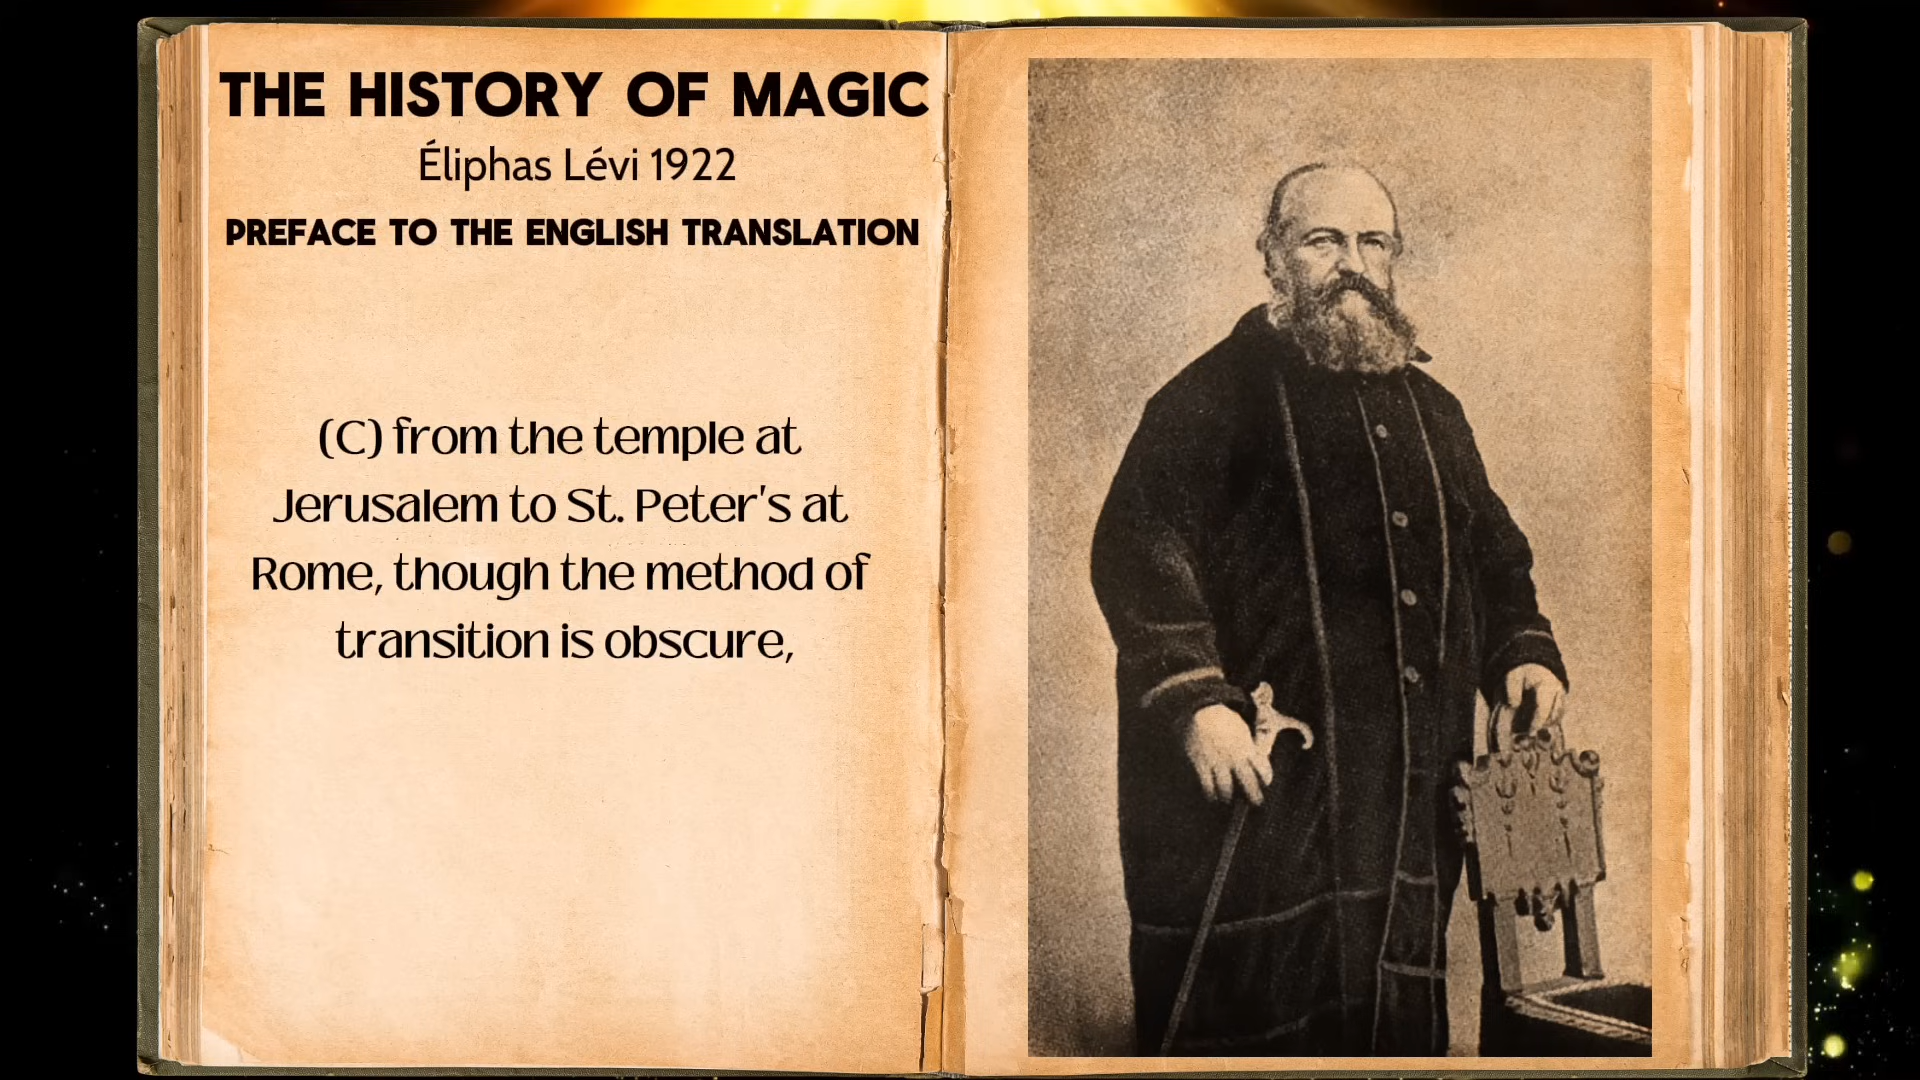 THE HISTORY OF MAGIC
Éliphas Lévi 1922
PREFACE TO THE ENGLISH TRANSLATION
(C) from the temple at
Jerusalem to St. Peter's at
Rome, though the method of
transition is obscure,